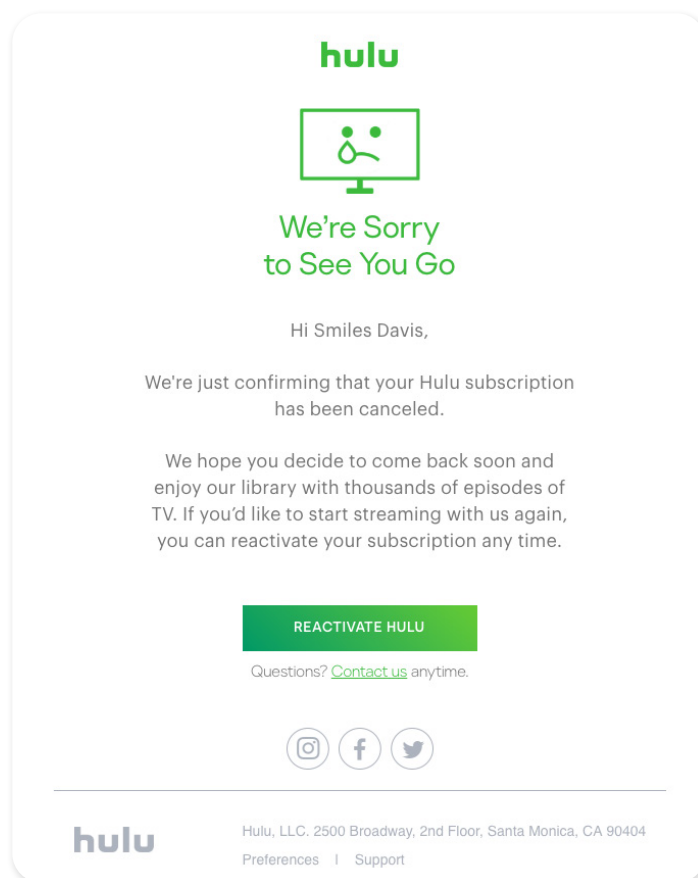 hulu
We’re Sorry
to See You Go
Hi Smiles Davis,
We're just confirming that your Hulu subscription
has been canceled.
We hope you decide to come back soon and
enjoy our library with thousands of episodes of
TV. If you’d like to start streaming with us again,
you can reactivate your subscription any time.
REACTIVATE HULU
Questions? Contact us anytime.
hulu
Hulu, LLC. 2500 Broadway, 2nd Floor, Santa Monica, CA 90404
Preferences | Support